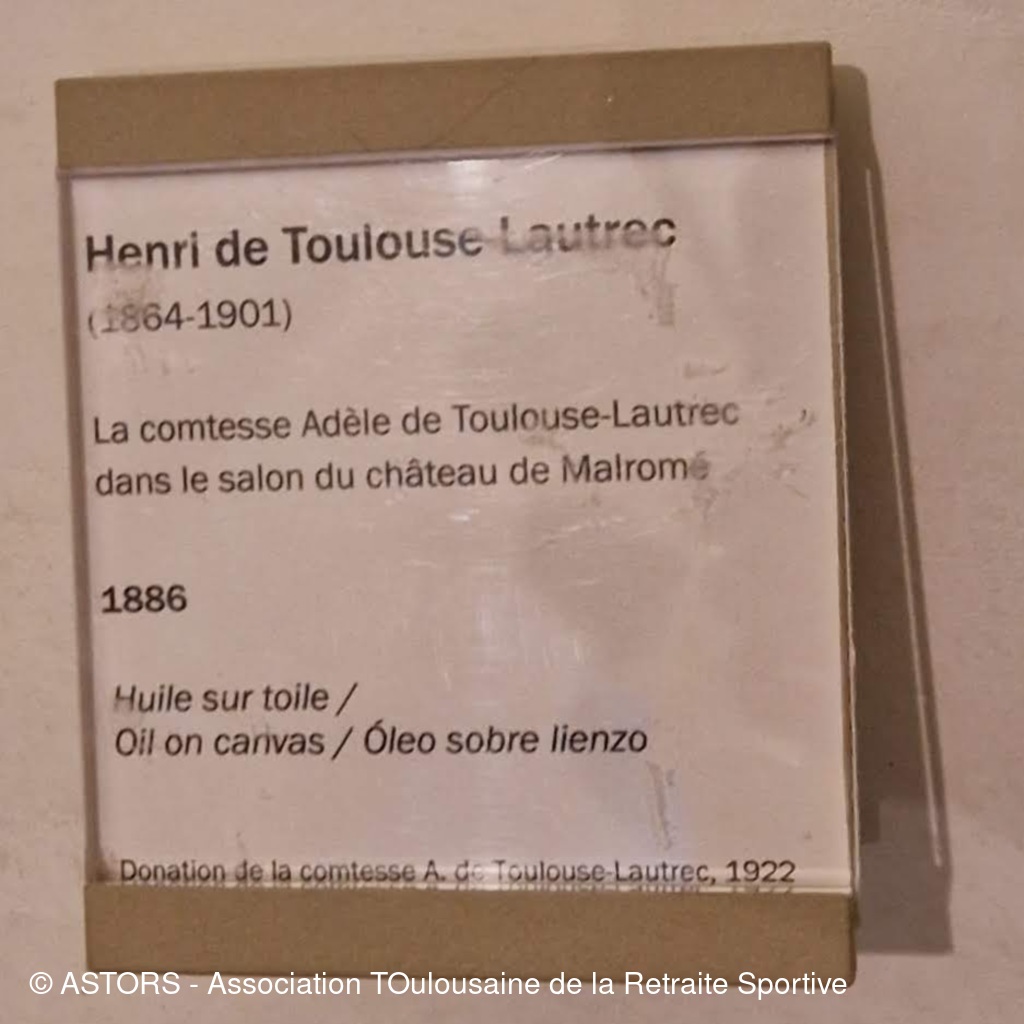 Henri de Toulouse Lautrec
(1864-1901)
La comtesse Adèle de Toulouse-Lautrec
dans le salon du château de Malromé
1886
Huile sur toile /
Oil on canvas / Óleo sobre lienzo
Donation de la comtesse A. de Toulouse-Lautrec, 1922
© ASTORS - Association TOulousaine de la Retraite Sportive